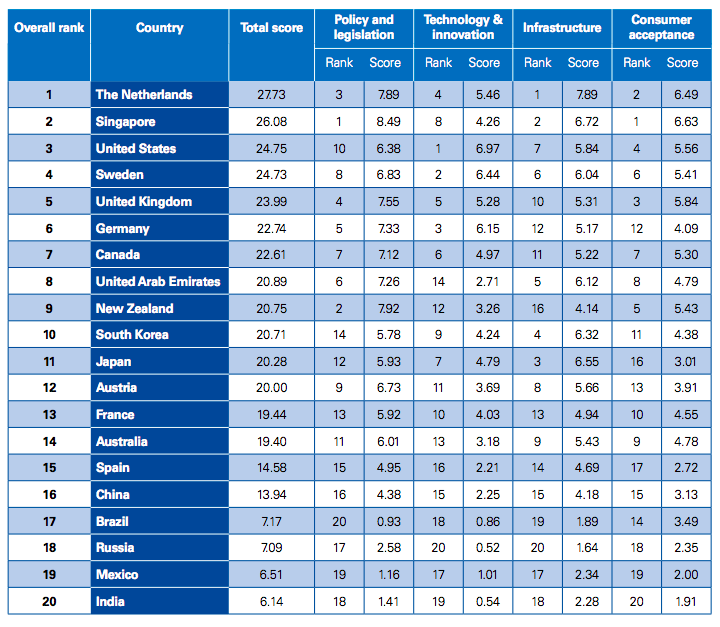 Overall rank Country Total score Policy and legislation Technology & innovation Infrastructure Consumer acceptance
Rank Score Rank Score Rank Score Rank Score
1 The Netherlands 27.73 3 7.89 4 5.46 1 7.89 2 6.49
2 Singapore 26.08 1 8.49 8 4.26 2 6.72 1 6.63
3 United States 24.75 10 6.38 1 6.97 7 5.84 4 5.56
4 Sweden 24.73 8 6.83 2 6.44 6 6.04 6 5.41
5 United Kingdom 23.99 4 7.55 5 5.28 10 5.31 3 5.84
6 Germany 22.74 5 7.33 3 6.15 12 5.17 12 4.09
7 Canada 22.61 7 7.12 6 4.97 11 5.22 7 5.30
8 United Arab Emirates 20.89 6 7.26 14 2.71 5 6.12 8 4.79
9 New Zealand 20.75 2 7.92 12 3.26 16 4.14 5 5.43
10 South Korea 20.71 14 5.78 9 4.24 4 6.32 11 4.38
11 Japan 20.28 12 5.93 7 4.79 3 6.55 16 3.01
12 Austria 20.00 9 6.73 11 3.69 8 5.66 13 3.91
13 France 19.44 13 5.92 10 4.03 13 4.94 10 4.55
14 Australia 19.40 11 6.01 13 3.18 9 5.43 9 4.78
15 Spain 14.58 15 4.95 16 2.21 14 4.69 17 2.72
16 China 13.94 16 4.38 15 2.25 15 4.18 15 3.13
17 Brazil 7.17 20 0.93 18 0.86 19 1.89 14 3.49
18 Russia 7.09 17 2.58 20 0.52 20 1.64 18 2.35
19 Mexico 6.51 19 1.16 17 1.01 17 2.34 19 2.00
20 India 6.14 18 1.41 19 0.54 18 2.28 20 1.91